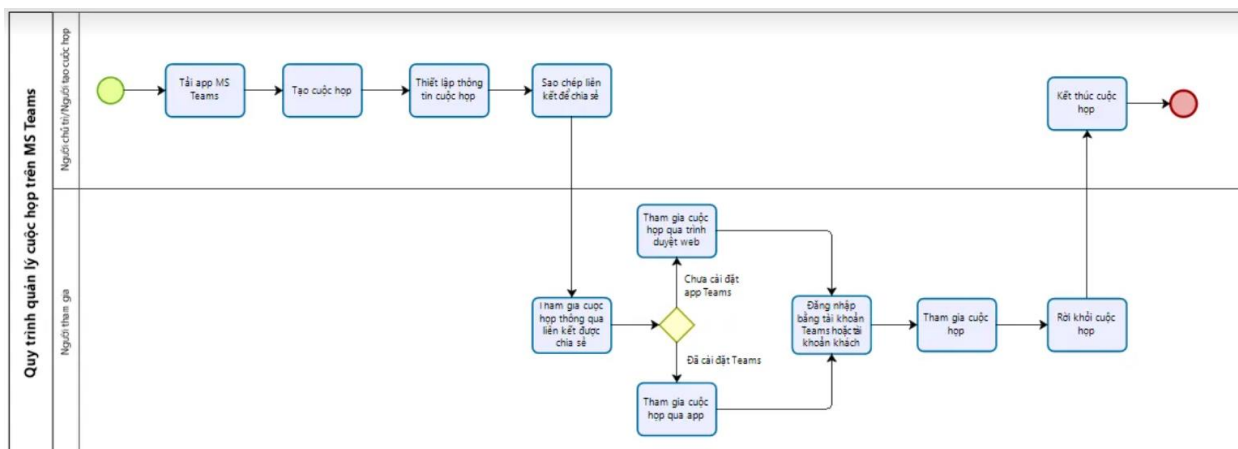 Quy trình quản lý cuộc họp trên MS Teams
Người chủ trì/Người tạo cuộc họp
Tải app MS
Teams
Tạo cuộc họp
Thiết lập thông
tin cuộc họp
Sao chép liên
kết để chia sẻ
Kết thúc cuộc
họp
Người tham gia
Tham gia cuộc
họp thông qua
liên kết được
chia sẻ
Tham gia cuộc
họp qua trình
duyệt web
Chưa cài đặt
app Teams
Đã cài đặt Teams
Tham gia cuộc
họp qua app
Đăng nhập
bằng tài khoản
Teams hoặc tài
khoản khách
Tham gia cuộc
họp
Rời khỏi cuộc
họp